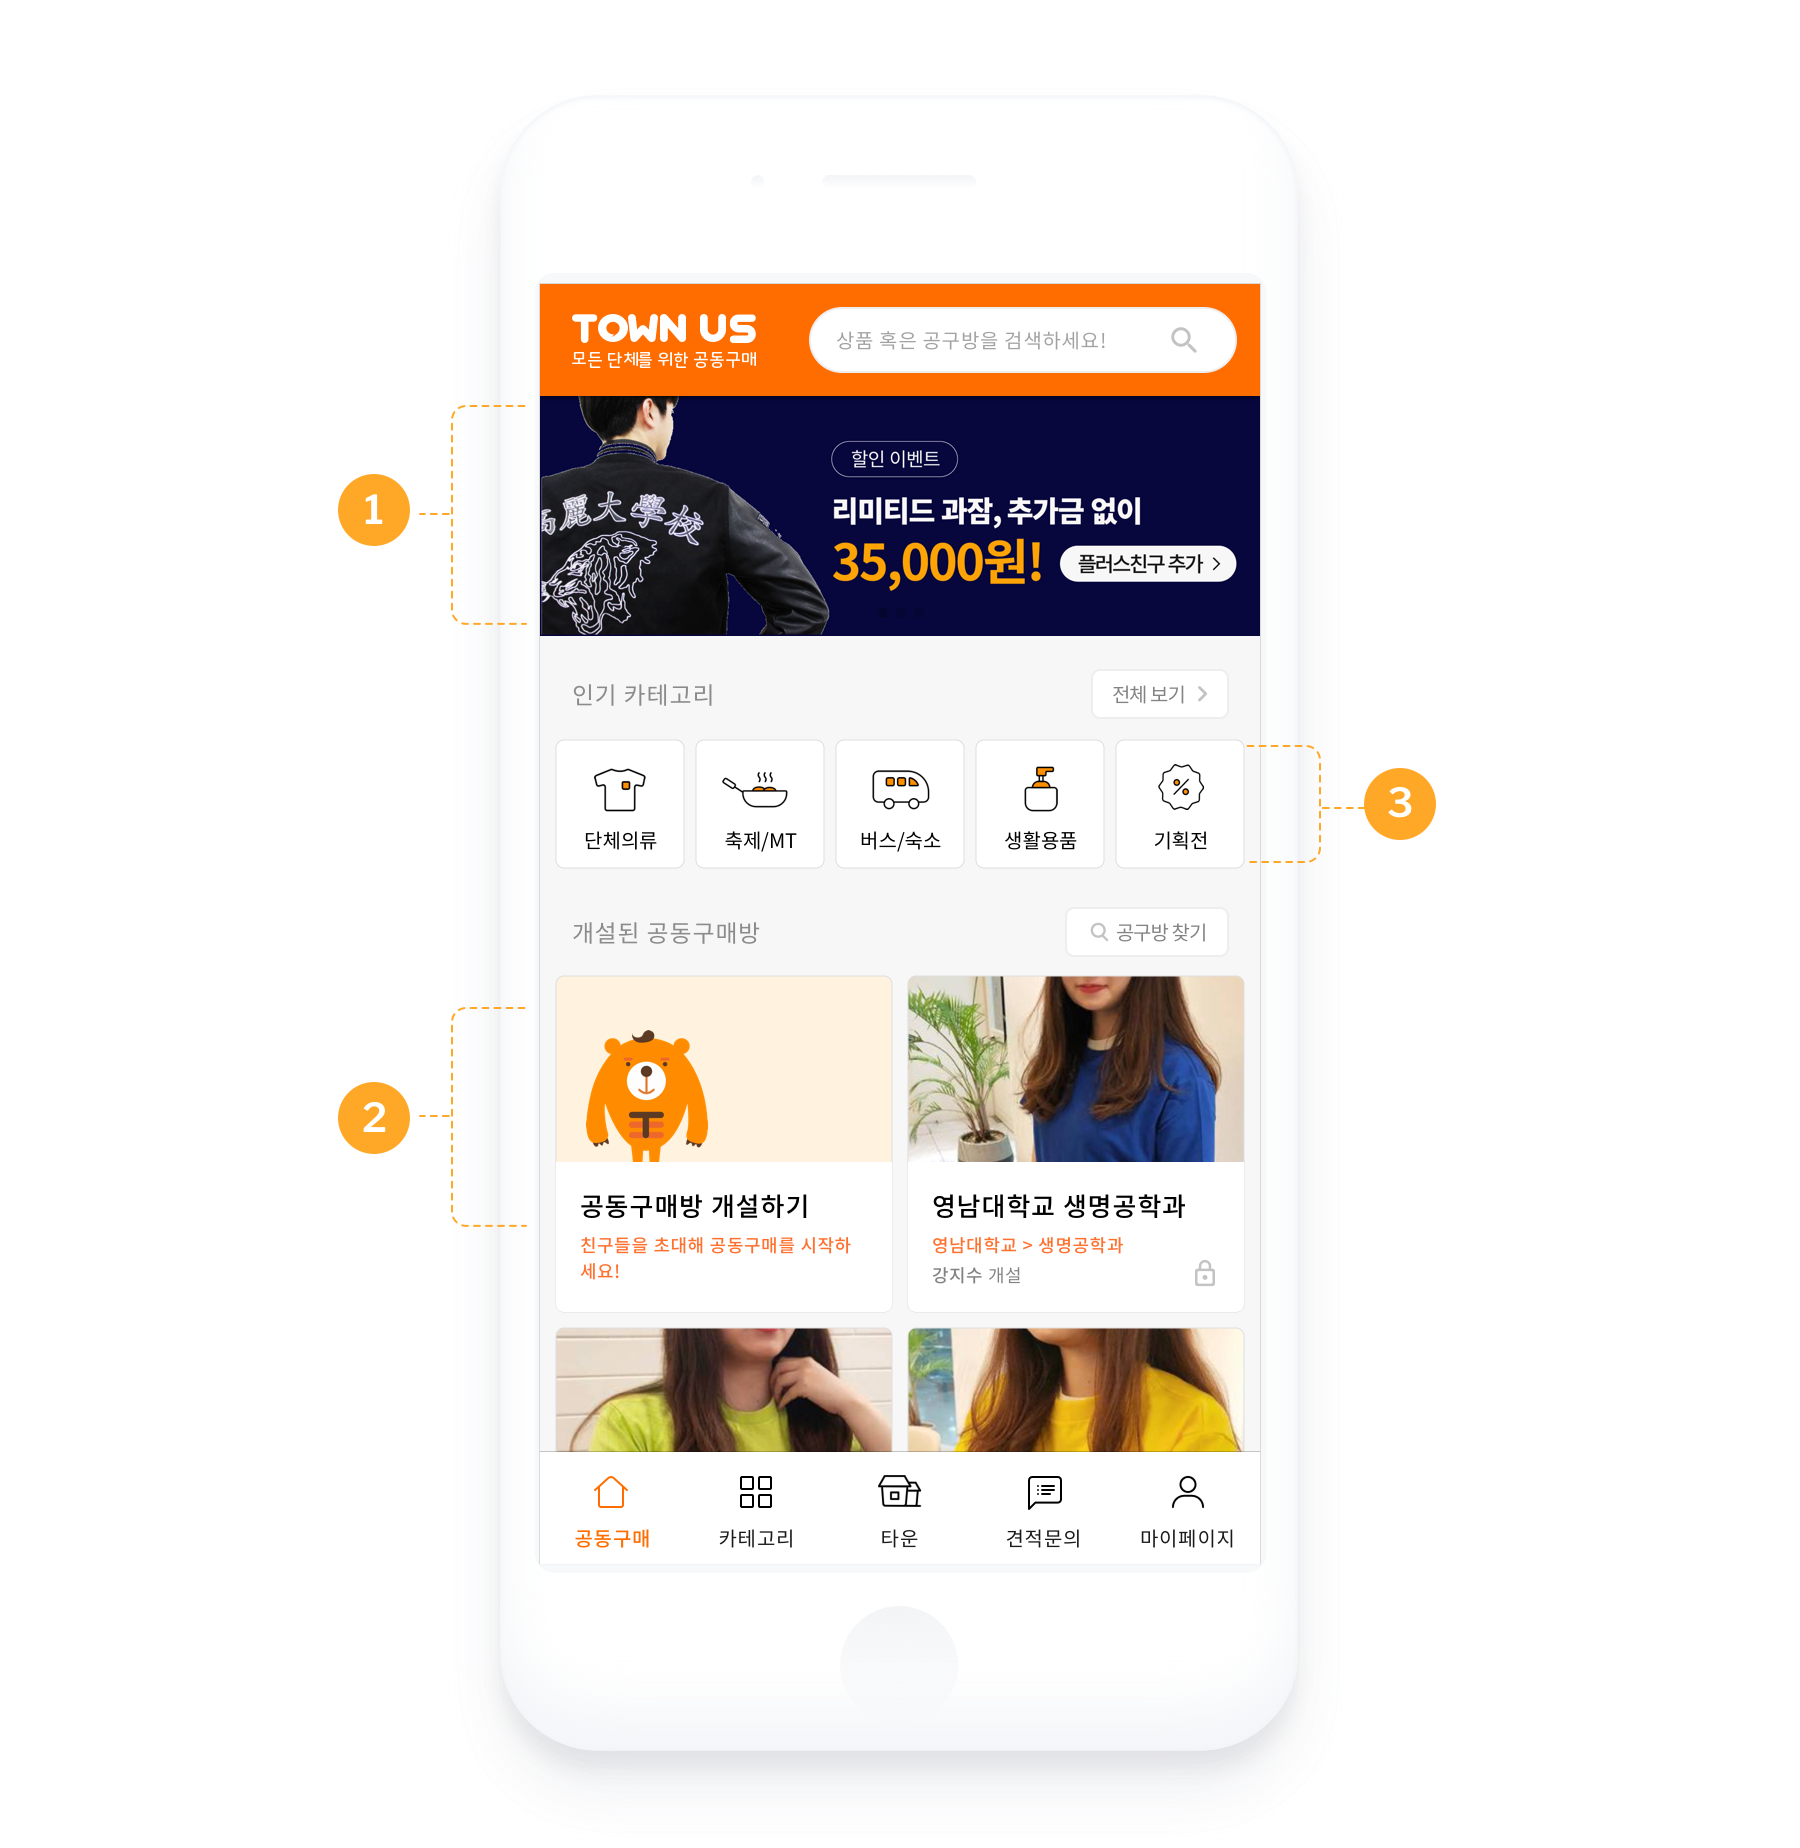 TOWN US
모든 단체를 위한 공동구매
상품 혹은 공구방을 검색하세요!
高麗大學校
할인 이벤트
리미티드 과잠, 추가금 없이
35,000원!
플러스친구 추가 >
1
인기 카테고리
전체 보기 >
단체의류
축제/MT
버스/숙소
생활용품
기획전
3
개설된 공동구매방
공구방 찾기
2
T
공동구매방 개설하기
친구들을 초대해 공동구매를 시작하
세요!
영남대학교 생명공학과
영남대학교 > 생명공학과
강지수 개설
공동구매
카테고리
타운
견적문의
마이페이지